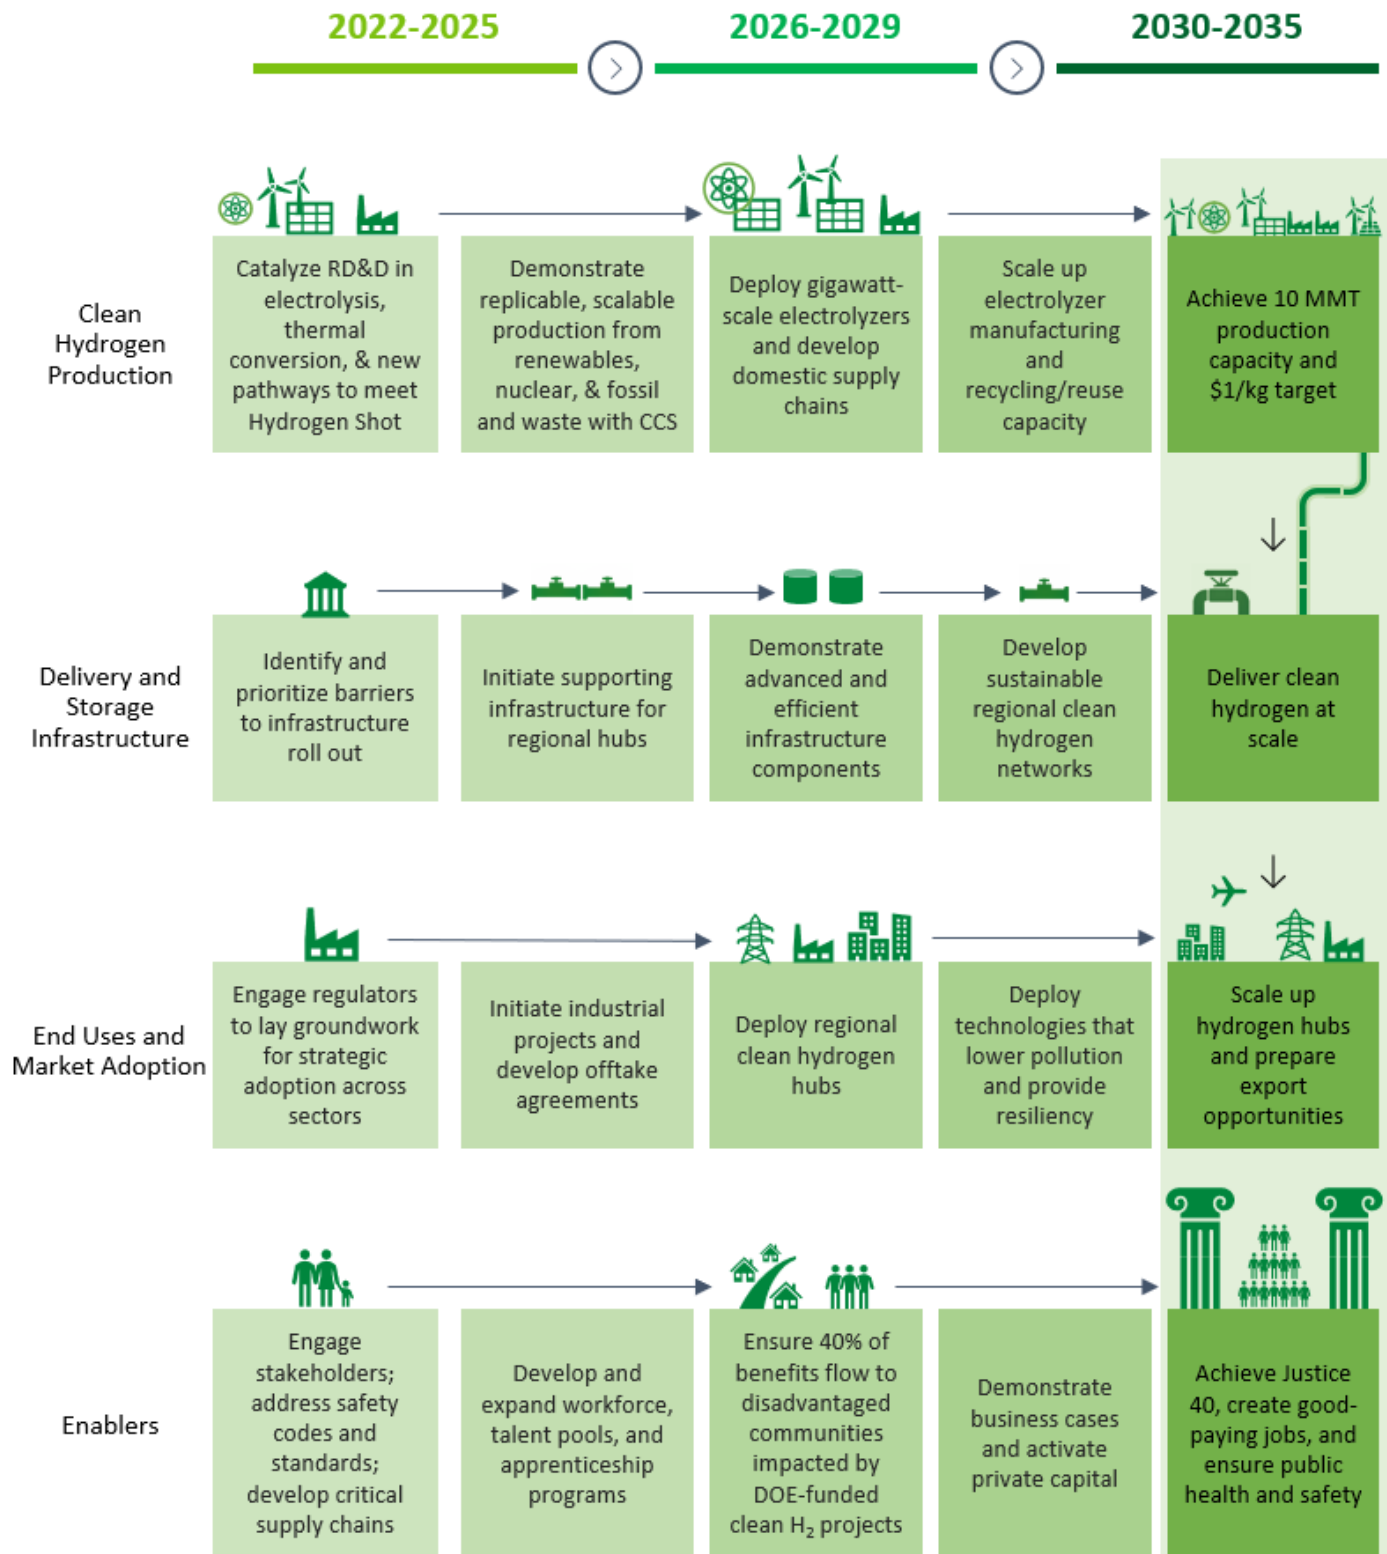 2022-2025
2026-2029
2030-2035
Clean
Hydrogen
Production
Catalyze RD&D in
electrolysis,
thermal
conversion, & new
pathways to meet
Hydrogen Shot
Demonstrate
replicable, scalable
production from
renewables,
nuclear, & fossil
and waste with CCS
Deploy gigawatt-
scale electrolyzers
and develop
domestic supply
chains
Scale up
electrolyzer
manufacturing
and
recycling/reuse
capacity
Achieve 10 MMT
production
capacity and
$1/kg target
Delivery and
Storage
Infrastructure
Identify and
prioritize barriers
to infrastructure
roll out
Initiate supporting
infrastructure for
regional hubs
Demonstrate
advanced and
efficient
infrastructure
components
Develop
sustainable
regional clean
hydrogen
networks
Deliver clean
hydrogen at
scale
End Uses and
Market Adoption
Engage regulators
to lay groundwork
for strategic
adoption across
sectors
Initiate industrial
projects and
develop offtake
agreements
Deploy regional
clean hydrogen
hubs
Deploy
technologies that
lower pollution
and provide
resiliency
Scale up
hydrogen hubs
and prepare
export
opportunities
Enablers
Engage
stakeholders;
address safety
codes and
standards;
develop critical
supply chains
Develop and
expand workforce,
talent pools, and
apprenticeship
programs
Ensure 40% of
benefits flow to
disadvantaged
communities
impacted by
DOE-funded
clean H₂ projects
Demonstrate
business cases
and activate
private capital
Achieve Justice
40, create good-
paying jobs, and
ensure public
health and safety